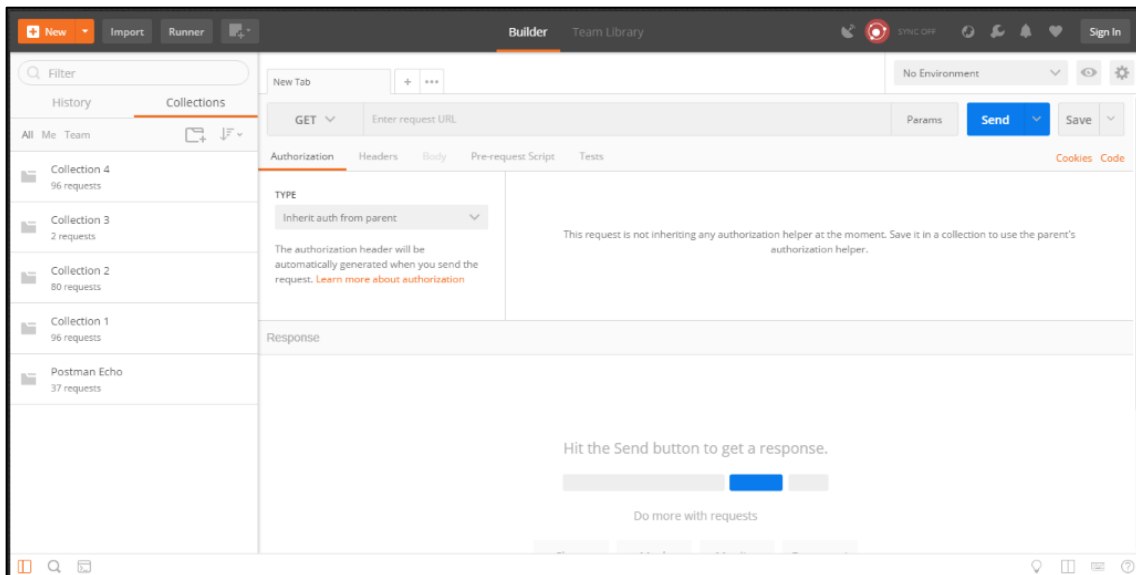 New Import Runner Builder Team Library SYNC OFF Sign In
Filter
History Collections
All Me Team
Collection 4
96 requests
Collection 3
2 requests
Collection 2
80 requests
Collection 1
96 requests
Postman Echo
37 requests
New Tab
No Environment
GET Enter request URL Params Send Save
Authorization Headers Body Pre-request Script Tests Cookies Code
TYPE
Inherit auth from parent
The authorization header will be
automatically generated when you send the
request. Learn more about authorization
This request is not inheriting any authorization helper at the moment. Save it in a collection to use the parent's
authorization helper.
Response
Hit the Send button to get a response.
Do more with requests